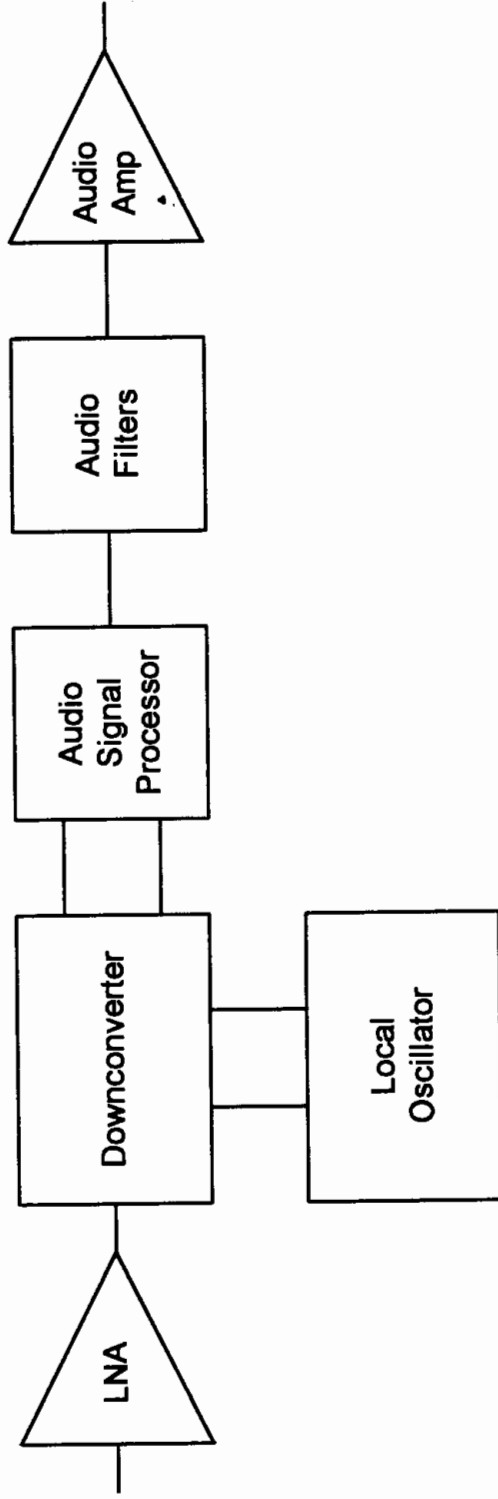 LNA
Downconverter
Local
Oscillator
Audio
Signal
Processor
Audio
Filters
Audio
Amp